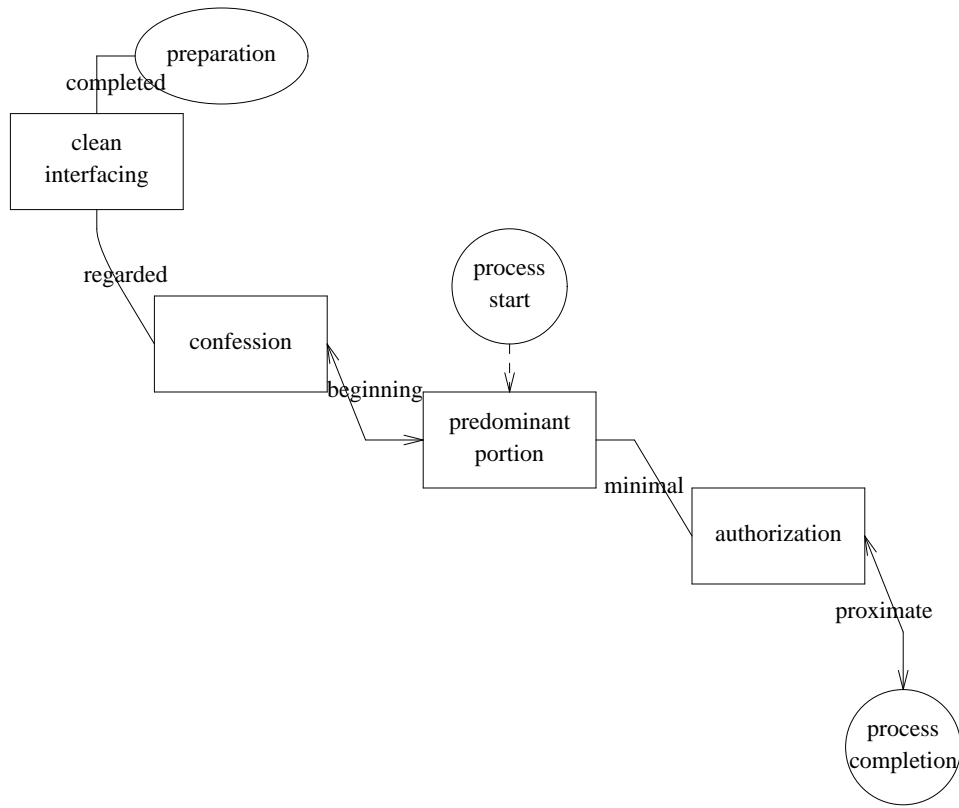 preparation
completed
clean
interfacing
process
start
regarded
confession
beginning
predominant
portion
minimal
authorization
proximate
process
completion